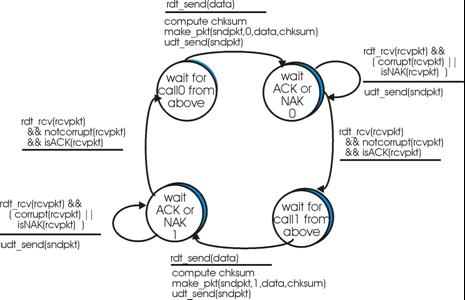 rdt_send(data)
compute chksum
make_pkt(sndpkt,0,data,chksum)
udt_send(sndpkt)
wait for
call0 from
above
wait
ACK or
NAK
0
rdt_rcv(rcvpkt) &&
( corrupt(rcvpkt) ||
isNAK(rcvpkt) )
udt_send(sndpkt)
rdt_rcv(rcvpkt)
&& notcorrupt(rcvpkt)
&& isACK(rcvpkt)
rdt_rcv(rcvpkt)
&& notcorrupt(rcvpkt)
&& isACK(rcvpkt)
rdt_rcv(rcvpkt) &&
( corrupt(rcvpkt) ||
isNAK(rcvpkt) )
udt_send(sndpkt)
wait
ACK or
NAK
1
wait for
call1 from
above
rdt_send(data)
compute chksum
make_pkt(sndpkt,1,data,chksum)
udt_send(sndpkt)